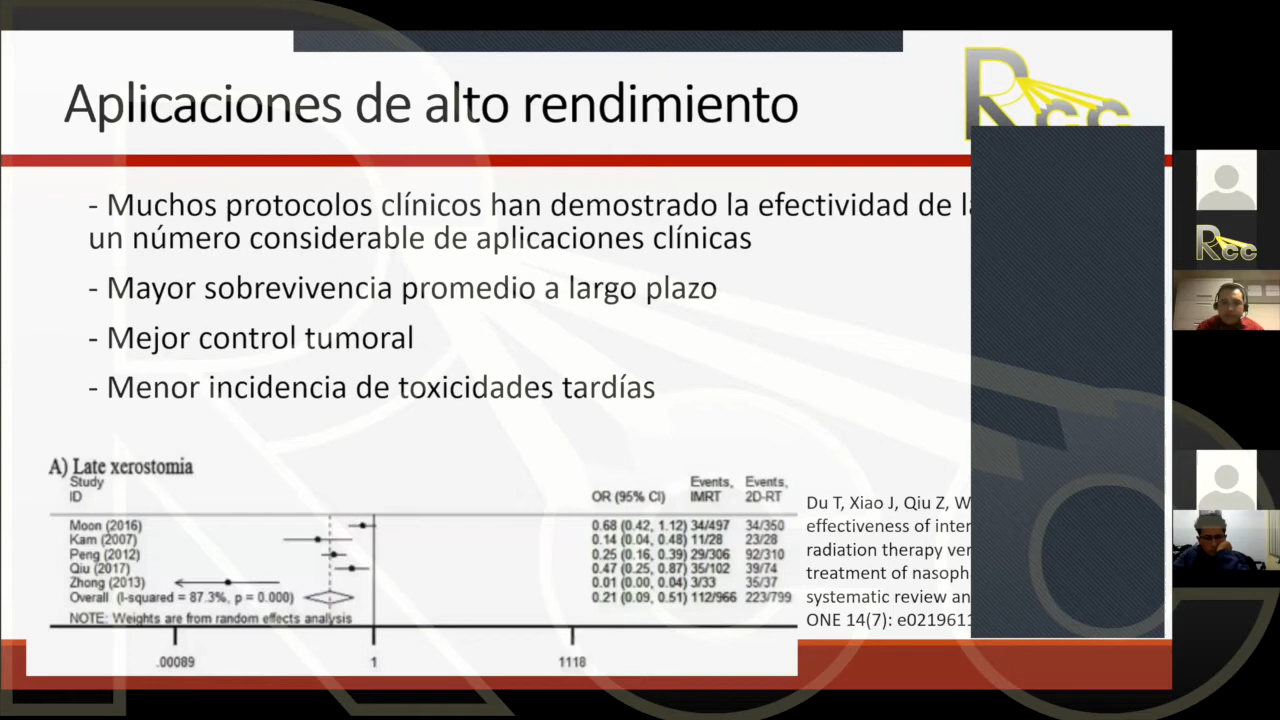 Aplicaciones de alto rendimiento
Rcc
- Muchos protocolos clínicos han demostrado la efectividad de
un número considerable de aplicaciones clínicas
- Mayor sobrevivencia promedio a largo plazo
- Mejor control tumoral
- Menor incidencia de toxicidades tardías
A) Late xerostomia
Study
ID
OR (95% CI)
Events,
IMRT
Events,
2D-RT
Moon (2016) 0.68 (0.42, 1.12) 34/497 34/350
Kam (2007) 0.14 (0.04, 0.48) 11/28 23/28
Peng (2012) 0.25 (0.16, 0.39) 29/306 92/310
Qiu (2017) 0.47 (0.25, 0.87) 35/102 39/74
Zhong (2013) 0.01 (0.00, 0.04) 3/33 35/37
Overall (I-squared = 87.3%, p = 0.000) 0.21 (0.09, 0.51) 112/966 223/799
NOTE: Weights are from random effects analysis
.00089 1 1118
Du T, Xiao J, Qiu Z, W
effectiveness of inter
radiation therapy ver
treatment of nasoph
systematic review an
ONE 14(7): e0219611
Rcc